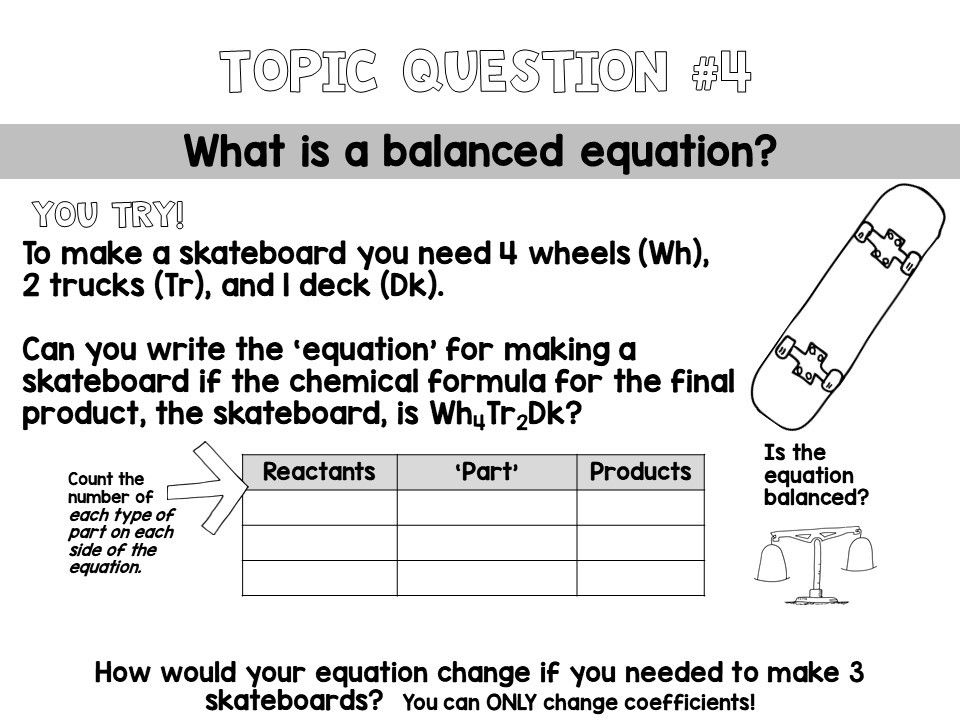 TOPIC QUESTION #4
What is a balanced equation?
YOU TRY!
To make a skateboard you need 4 wheels (Wh),
2 trucks (Tr), and 1 deck (Dk).
Can you write the ‘equation’ for making a
skateboard if the chemical formula for the final
product, the skateboard, is Wh₄Tr₂Dk?
Count the
number of
each type of
part on each
side of the
equation.
Reactants ‘Part’ Products
Is the
equation
balanced?
How would your equation change if you needed to make 3
skateboards? You can ONLY change coefficients!